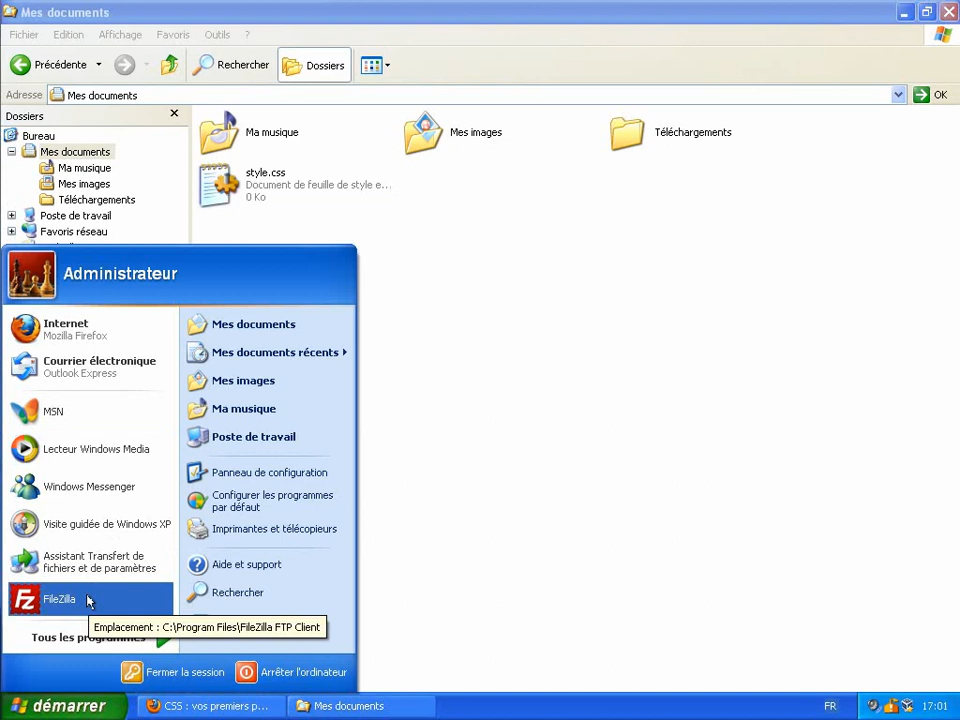 Mes documents
Fichier Edition Affichage Favoris Outils ?
Précédente Rechercher Dossiers
Adresse Mes documents OK
Dossiers
Bureau
Mes documents
Ma musique
Mes images
Téléchargements
Poste de travail
Favoris réseau
Ma musique
Mes images
Téléchargements
style.css
Document de feuille de style e...
0 Ko
Administrateur
Internet
Mozilla Firefox
Courrier électronique
Outlook Express
MSN
Lecteur Windows Media
Windows Messenger
Visite guidée de Windows XP
Assistant Transfert de
fichiers et de paramètres
FileZilla
Emplacement : C:\Program Files\FileZilla FTP Client
Tous les programmes
Mes documents
Mes documents récents
Mes images
Ma musique
Poste de travail
Panneau de configuration
Configurer les programmes
par défaut
Imprimantes et télécopieurs
Aide et support
Rechercher
Fermer la session Arrêter l'ordinateur
démarrer CSS : vos premiers p... Mes documents FR 17:01